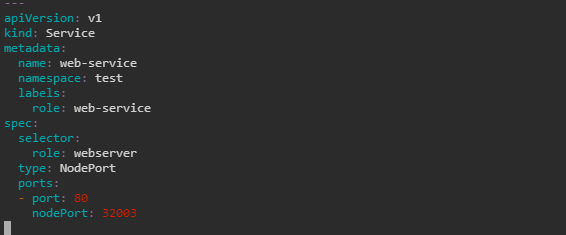 ---
apiVersion: v1
kind: Service
metadata:
  name: web-service
  namespace: test
  labels:
    role: web-service
spec:
  selector:
    role: webserver
  type: NodePort
  ports:
  - port: 80
    nodePort: 32003